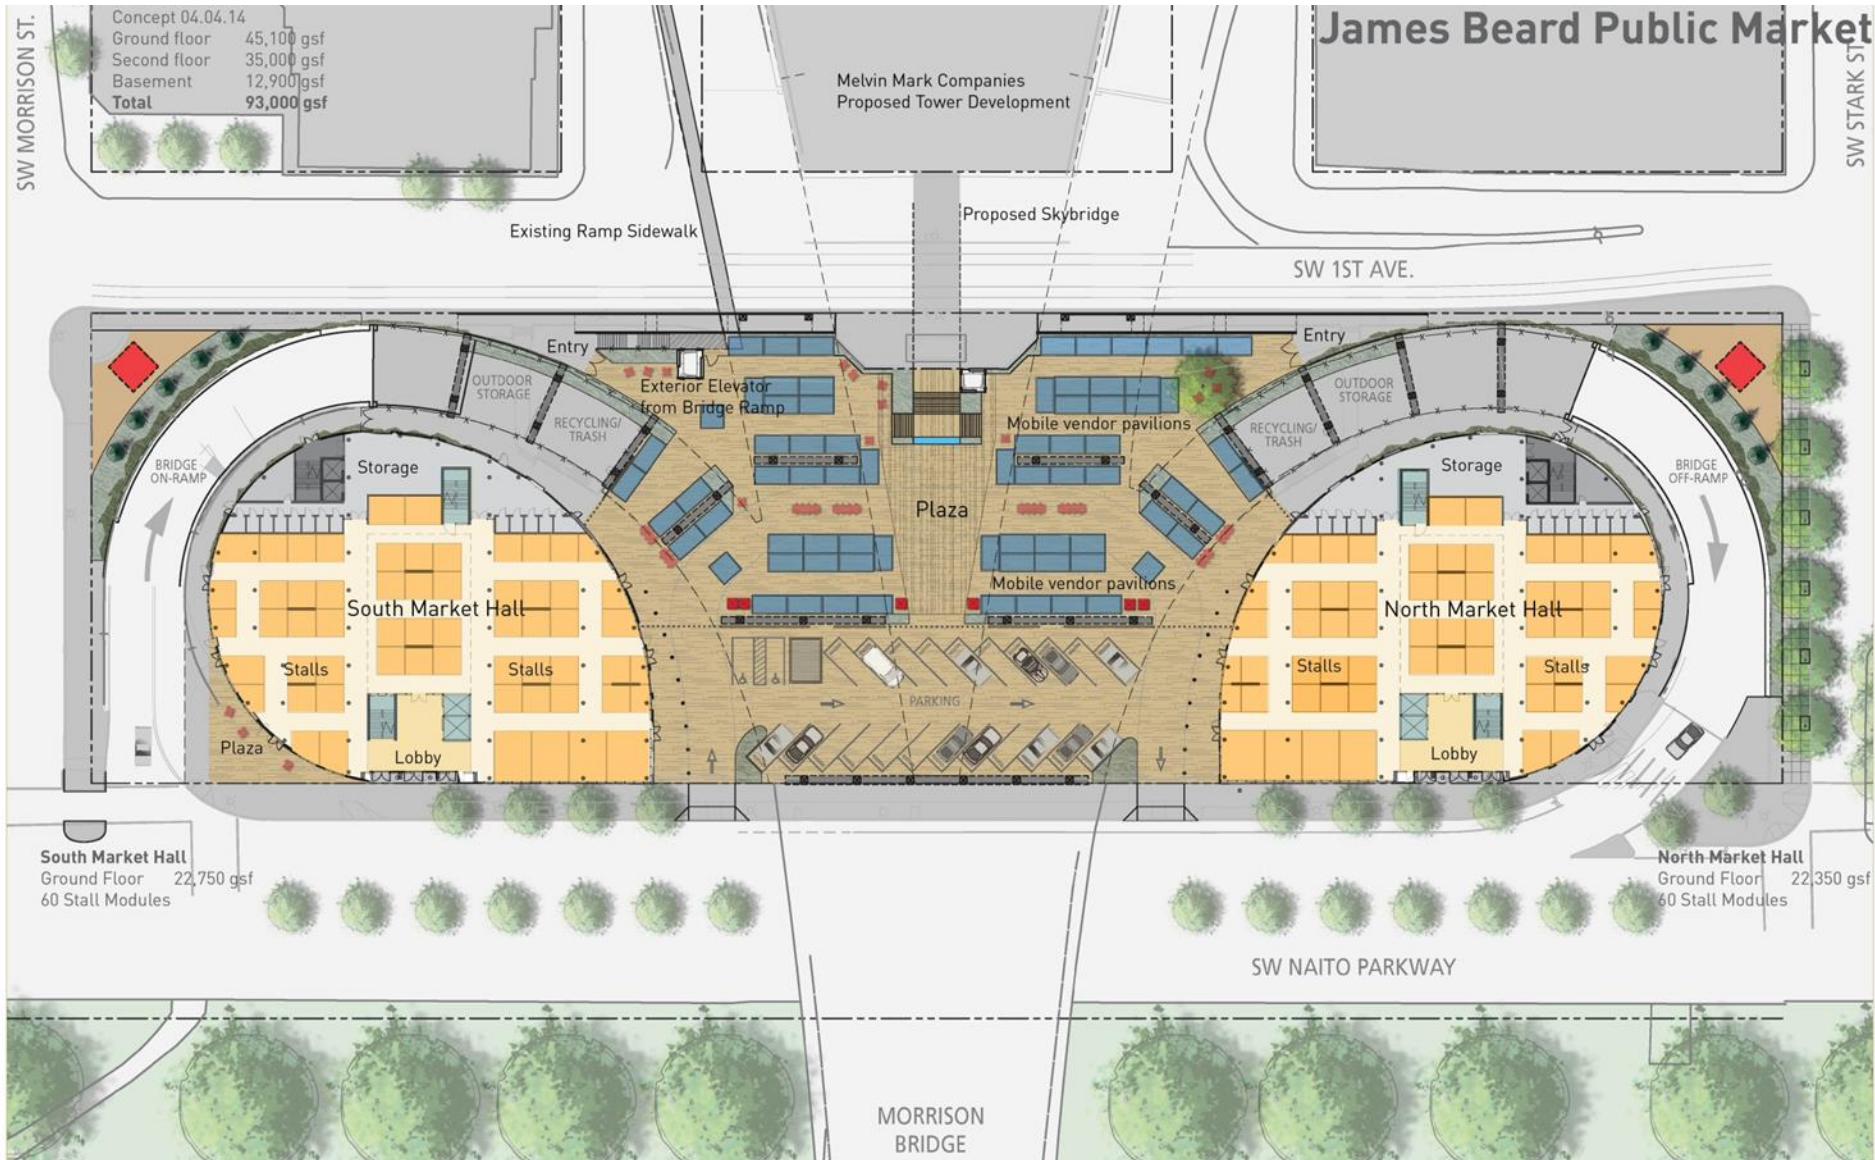 SW MORRISON ST.
Concept 04.04.14
Ground floor 45,100 gsf
Second floor 35,000 gsf
Basement 12,900 gsf
Total 93,000 gsf
Melvin Mark Companies
Proposed Tower Development
James Beard Public Market
SW STARK ST.
Existing Ramp Sidewalk
Proposed Skybridge
SW 1ST AVE.
Entry
Entry
OUTDOOR
STORAGE
Exterior Elevator
from Bridge Ramp
OUTDOOR
STORAGE
RECYCLING/
TRASH
Mobile vendor pavilions
RECYCLING/
TRASH
BRIDGE
ON-RAMP
Storage
Storage
BRIDGE
OFF-RAMP
Plaza
Mobile vendor pavilions
South Market Hall
North Market Hall
Stalls
Stalls
Stalls
Stalls
PARKING
Plaza
Lobby
Lobby
South Market Hall
Ground Floor 22,750 gsf
60 Stall Modules
North Market Hall
Ground Floor 22,350 gsf
60 Stall Modules
SW NAITO PARKWAY
MORRISON
BRIDGE